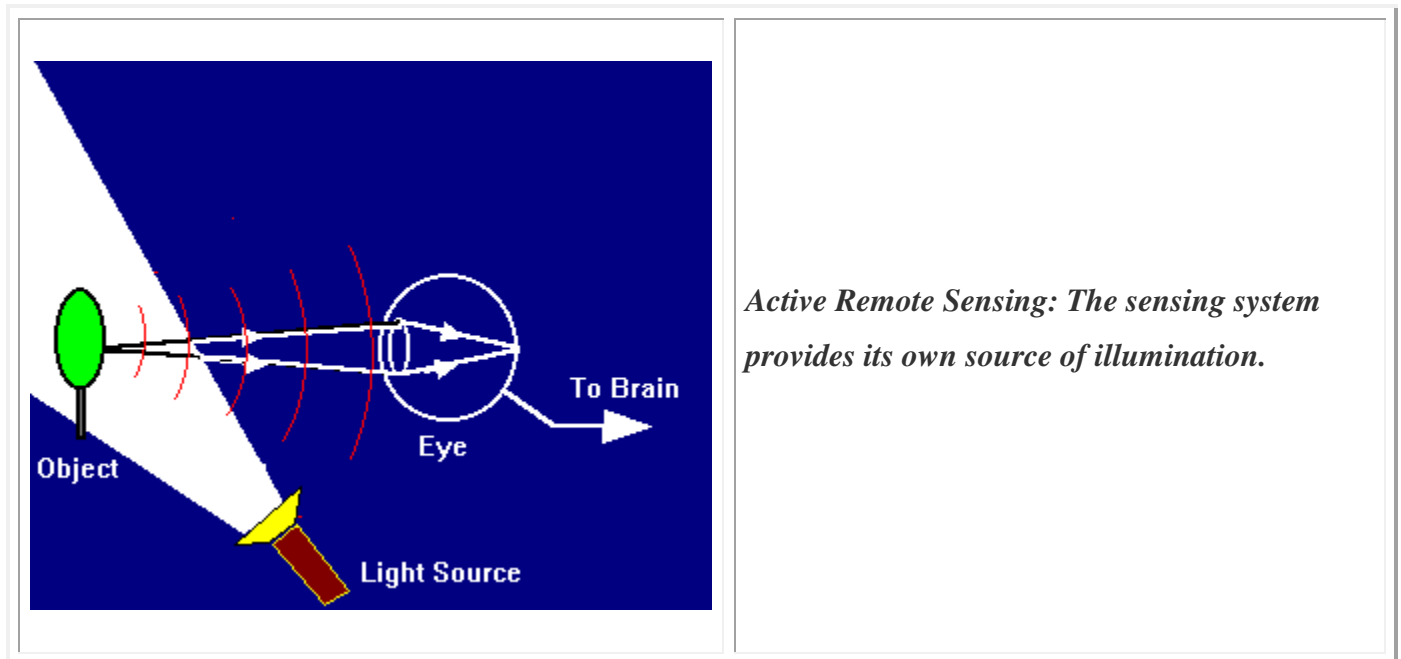 To Brain
Eye
Object
Light Source
Active Remote Sensing: The sensing system
provides its own source of illumination.